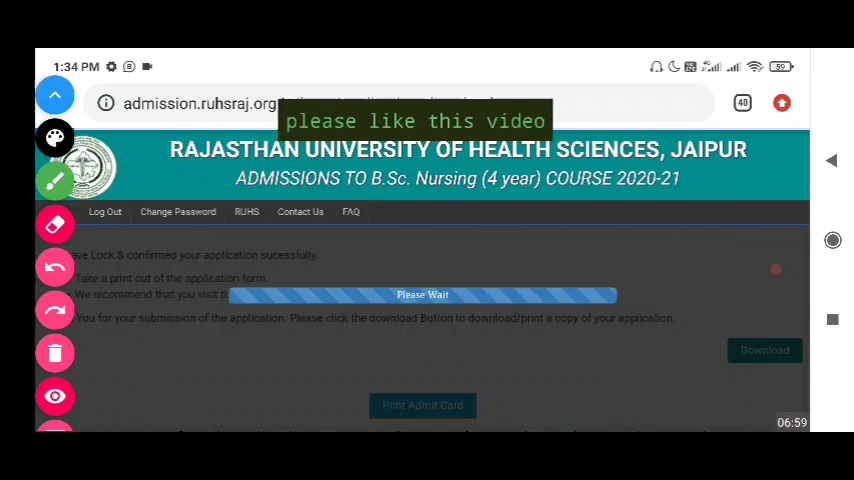 1:34 PM
4G
59
admission.ruhsraj.org
40
please like this video
RAJASTHAN UNIVERSITY OF HEALTH SCIENCES, JAIPUR
ADMISSIONS TO B.Sc. Nursing (4 year) COURSE 2020-21
Log Out Change Password RUHS Contact Us FAQ
ave Lock & confirmed your application sucessfully.
Take a print out of the application form.
We recommend that you visit th
Please Wait
You for your submission of the application. Please click the download Button to download/print a copy of your application.
Download
Print Admit Card
06:59